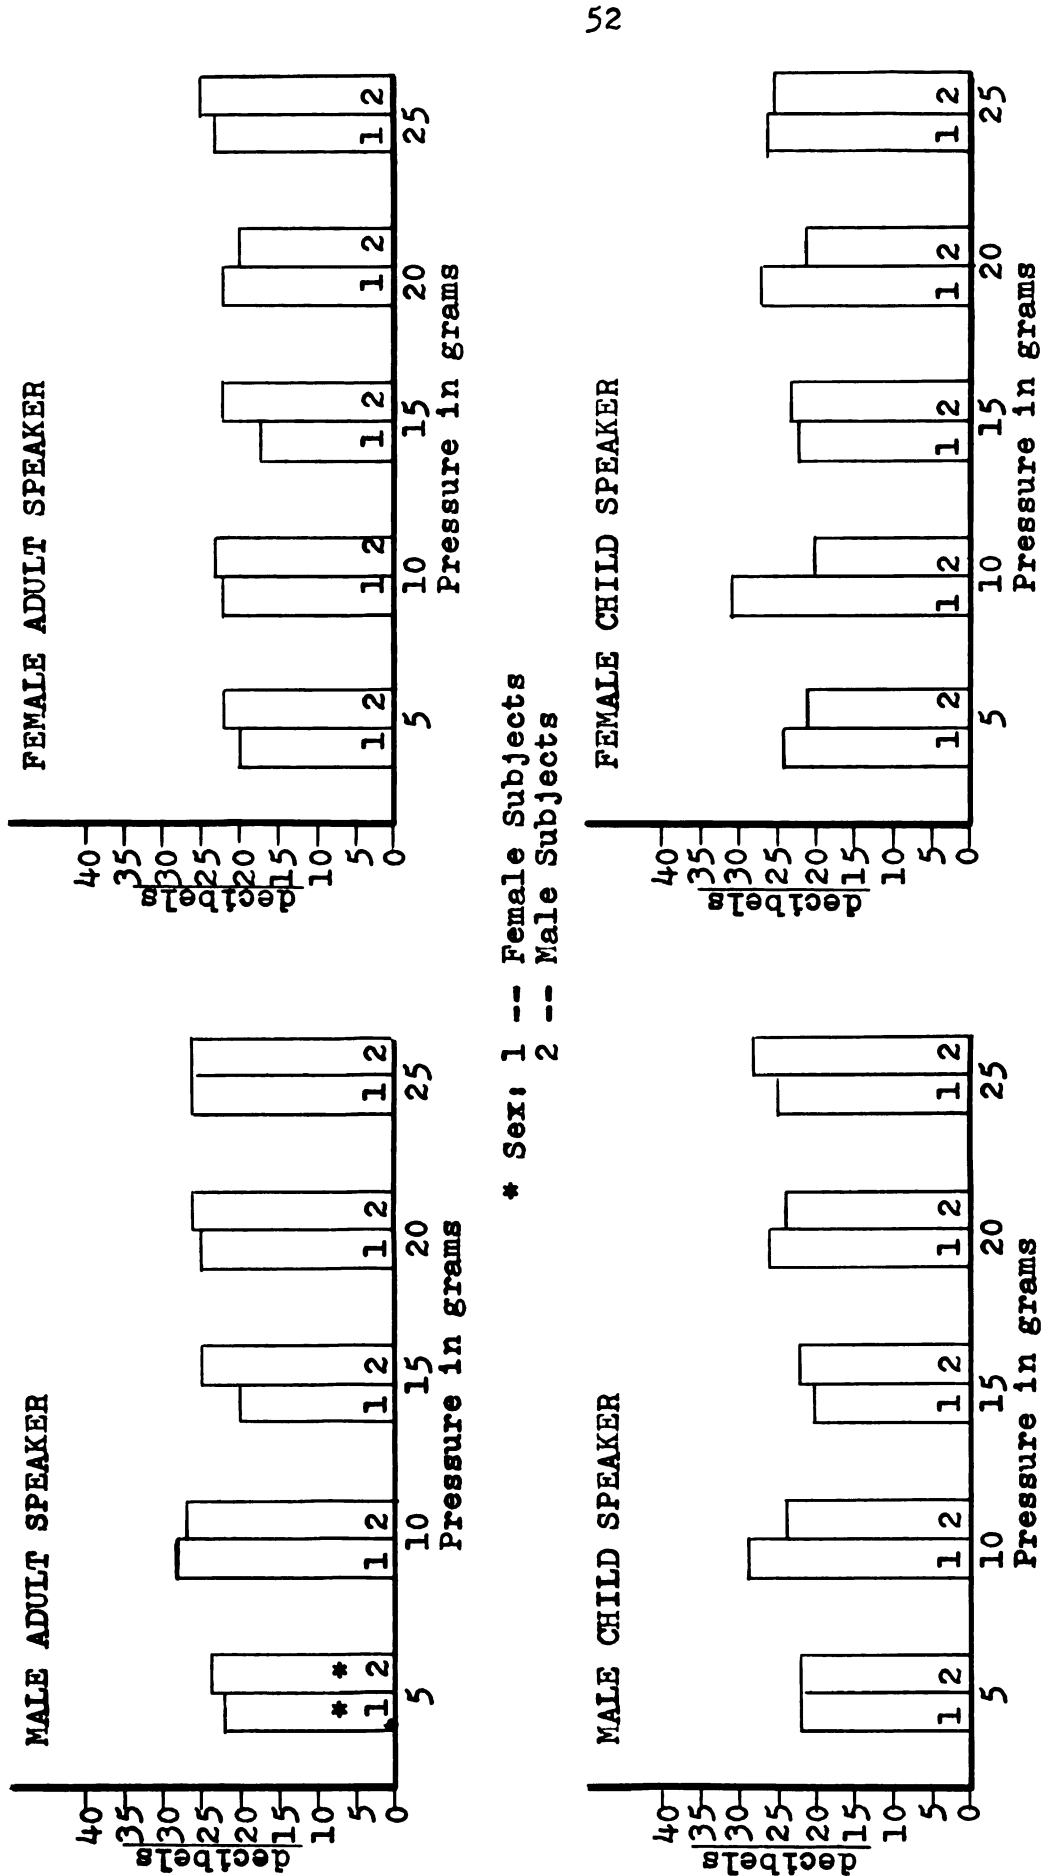 52
MALE ADULT SPEAKER
40
35
30
25
20
15
10
5
0
decibels
* *
1 2 1 2 1 2 1 2 1 2
5 10 15 20 25
Pressure in grams
FEMALE ADULT SPEAKER
40
35
30
25
20
15
10
5
0
decibels
1 2 1 2 1 2 1 2 1 2
5 10 15 20 25
Pressure in grams
* Sex: 1 -- Female Subjects
2 -- Male Subjects
MALE CHILD SPEAKER
40
35
30
25
20
15
10
5
0
decibels
1 2 1 2 1 2 1 2 1 2
5 10 15 20 25
Pressure in grams
FEMALE CHILD SPEAKER
40
35
30
25
20
15
10
5
0
decibels
1 2 1 2 1 2 1 2 1 2
5 10 15 20 25
Pressure in grams